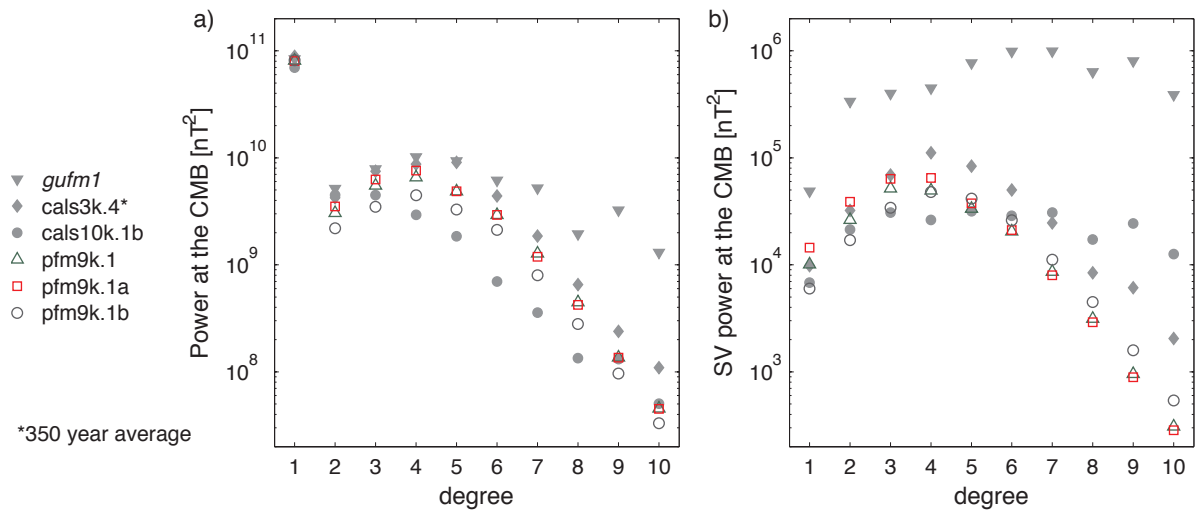 gufm1
cals3k.4*
cals10k.1b
pfm9k.1
pfm9k.1a
pfm9k.1b
*350 year average
a)
Power at the CMB [nT²]
10¹¹
10¹⁰
10⁹
10⁸
1 2 3 4 5 6 7 8 9 10
degree
b)
SV power at the CMB [nT²]
10⁶
10⁵
10⁴
10³
1 2 3 4 5 6 7 8 9 10
degree